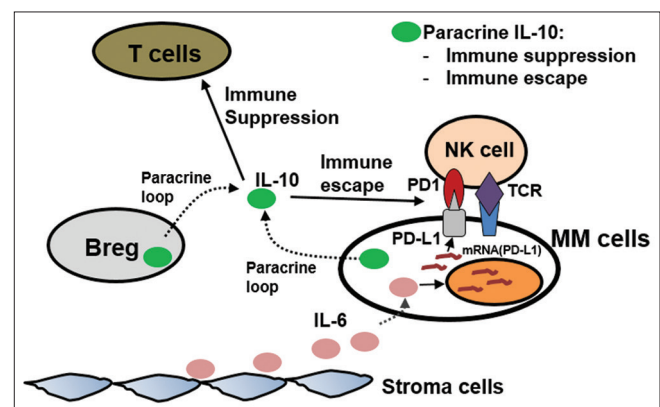 T cells
Paracrine IL-10:
- Immune suppression
- Immune escape
Immune
Suppression
NK cell
Paracrine
loop
IL-10
Immune
escape
PD1
TCR
Breg
PD-L1
MM cells
mRNA(PD-L1)
Paracrine
loop
IL-6
Stroma cells